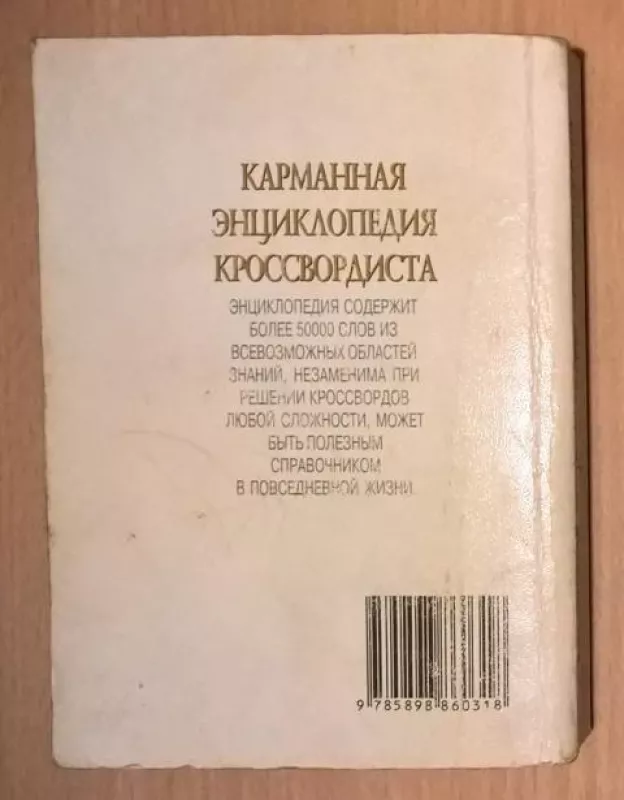 КАРМАННАЯ
ЭНЦИКЛОПЕДИЯ
КРОССВОРДИСТА
ЭНЦИКЛОПЕДИЯ СОДЕРЖИТ
БОЛЕЕ 50000 СЛОВ ИЗ
ВСЕВОЗМОЖНЫХ ОБЛАСТЕЙ
ЗНАНИЙ, НЕЗАМЕНИМА ПРИ
РЕШЕНИИ КРОССВОРДОВ
ЛЮБОЙ СЛОЖНОСТИ, МОЖЕТ
БЫТЬ ПОЛЕЗНЫМ
СПРАВОЧНИКОМ
В ПОВСЕДНЕВНОЙ ЖИЗНИ
9 785898 860318